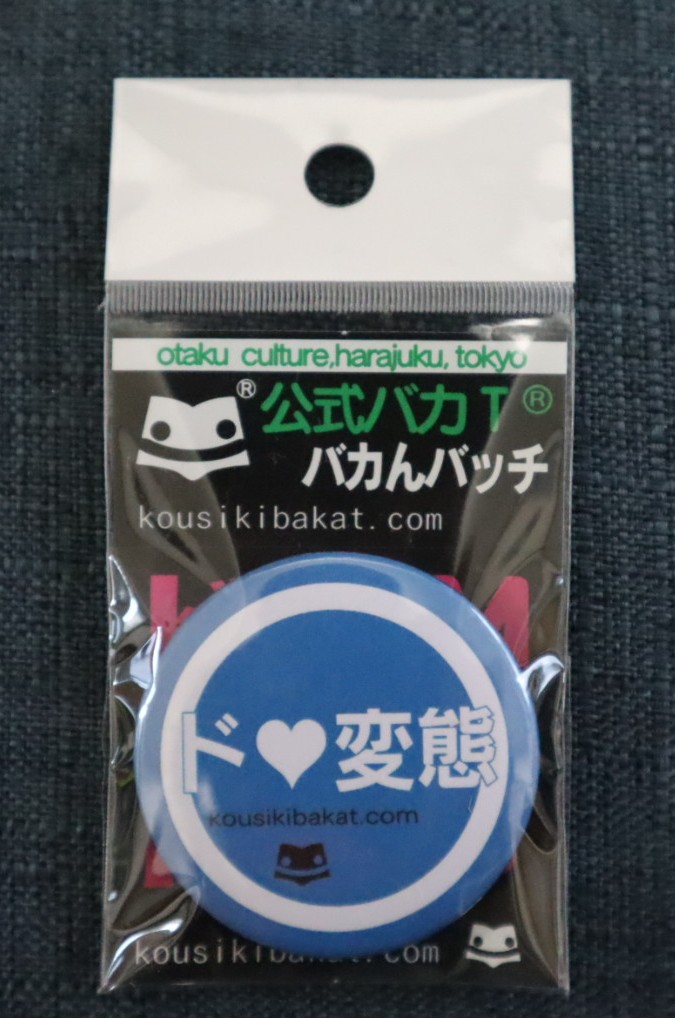 otaku culture,harajuku, tokyo
® 公式バカT ®
バカんバッチ
kousikibakat.com
ド♥変態
kousikibakat.com
kousikibakat.com